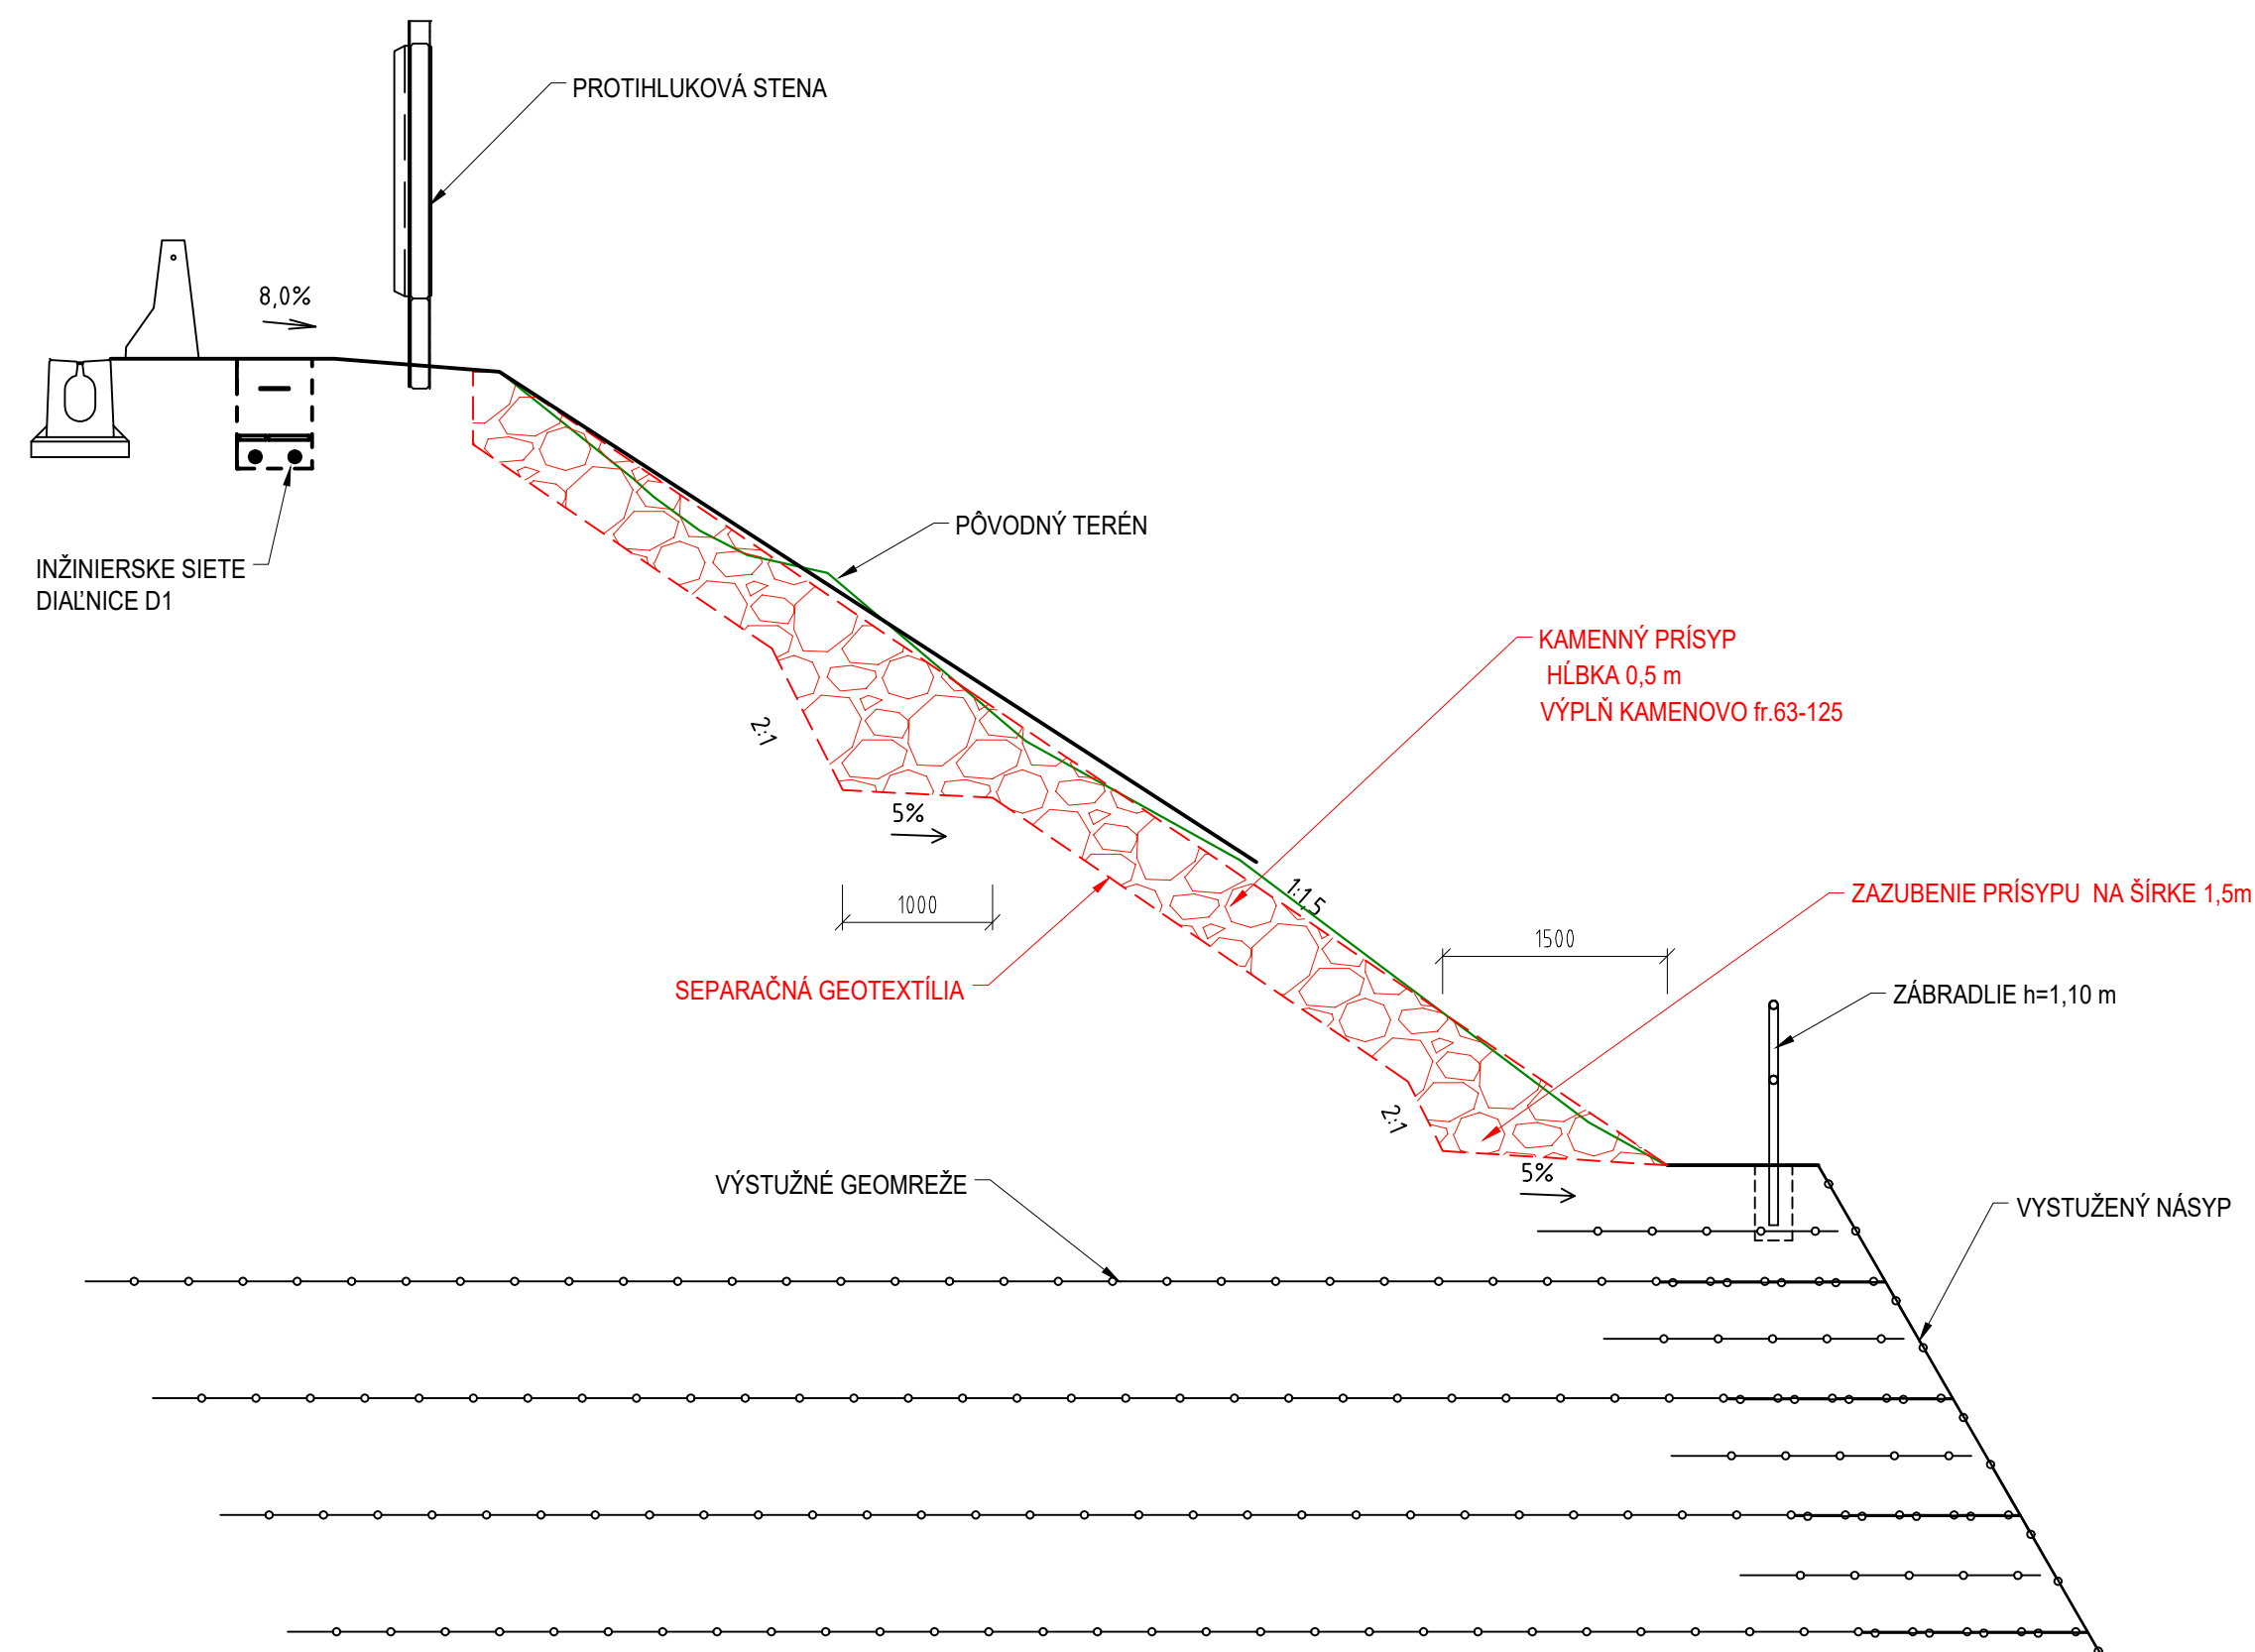 PROTIHLUKOVÁ STENA
8,0%
PÔVODNÝ TERÉN
INŽINIERSKE SIETE
DIAĽNICE D1
KAMENNÝ PRÍSYP
HĹBKA 0,5 m
VÝPLŇ KAMENOVO fr.63-125
2:1
5%
1000
1:1,5
ZAZUBENIE PRÍSYPU NA ŠÍRKE 1,5m
1500
SEPARAČNÁ GEOTEXTÍLIA
ZÁBRADLIE h=1,10 m
2:1
5%
VÝSTUŽNÉ GEOMREŽE
VYSTUŽENÝ NÁSYP